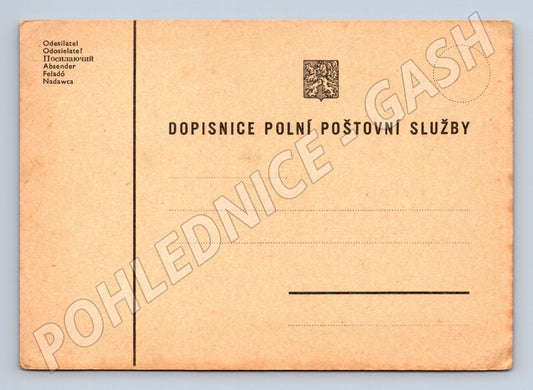 Odesílatel
Odosielateľ
Посилаючий
Absender
Feladó
Nadawca
DOPISNICE POLNÍ POŠTOVNÍ SLUŽBY
POHLEDNICE - GASH